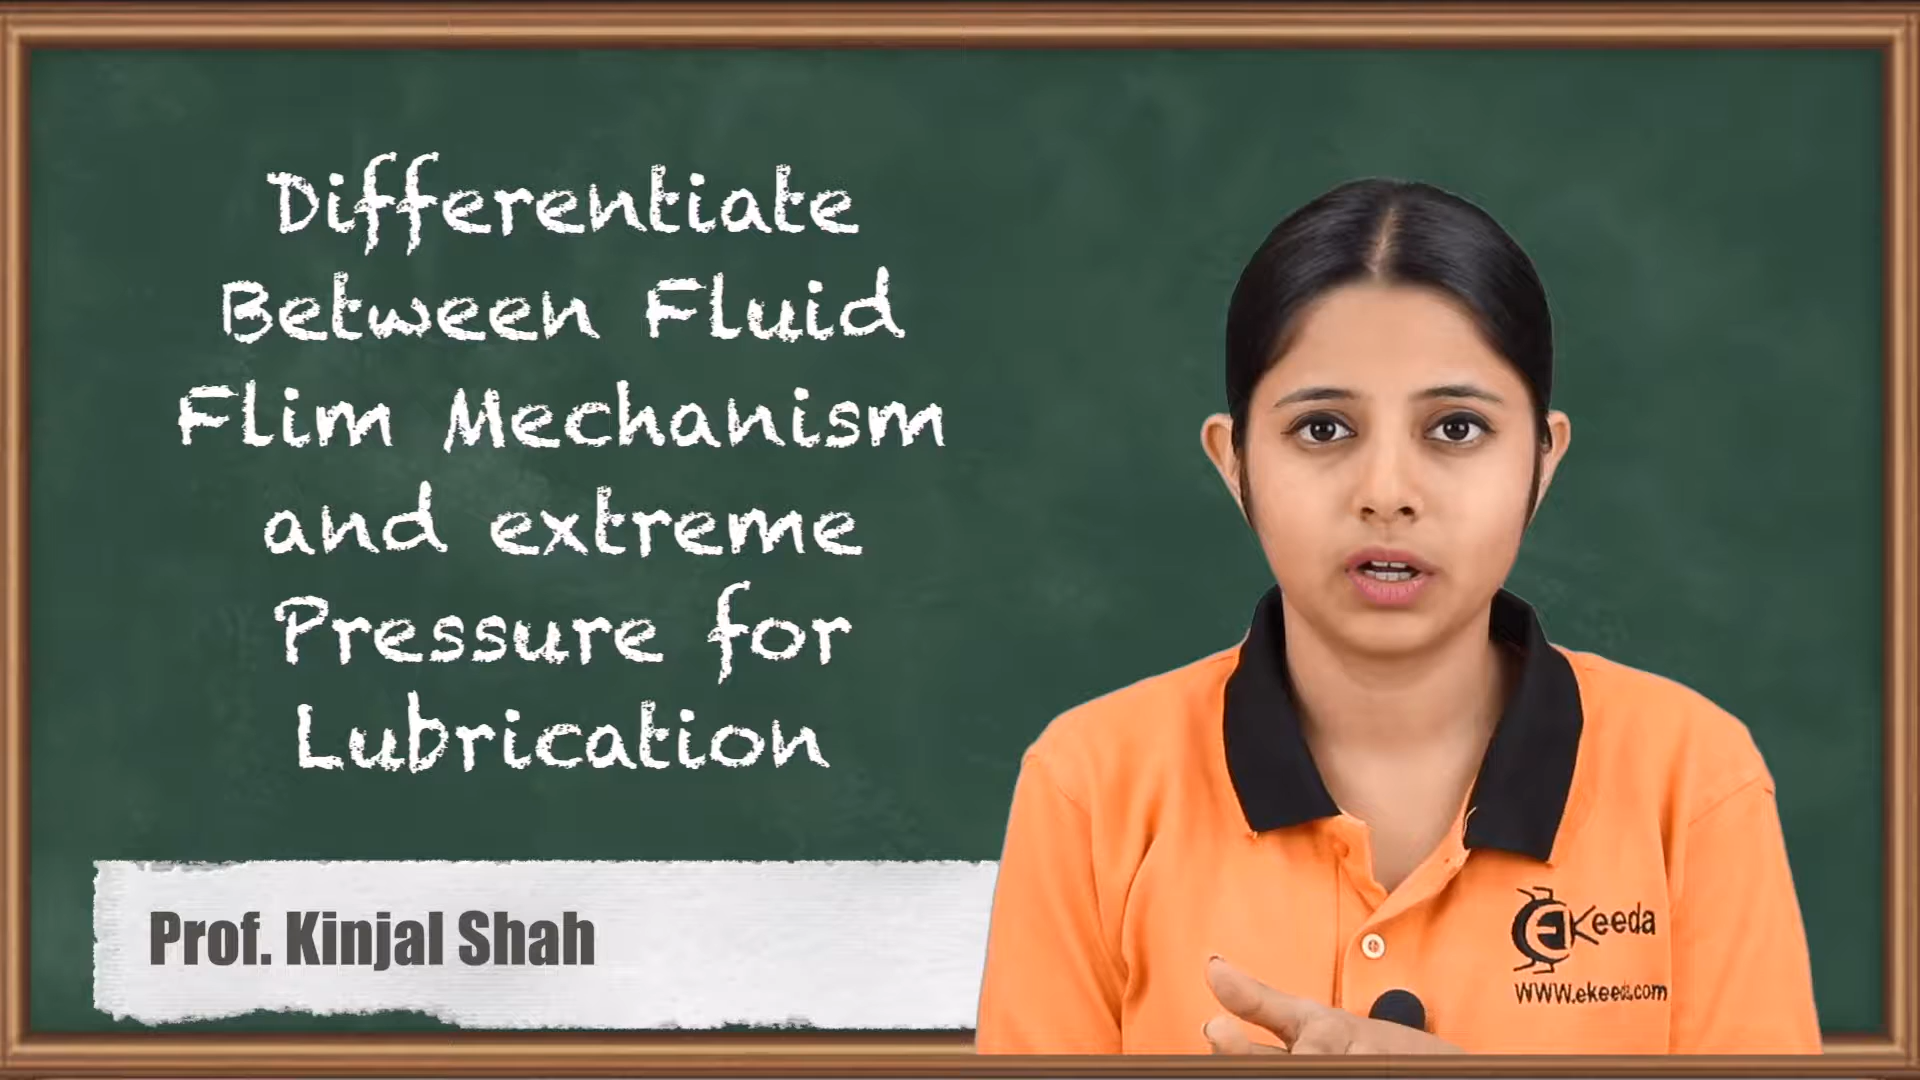 Differentiate
Between Fluid
Flim Mechanism
and extreme
Pressure for
Lubrication
Prof. Kinjal Shah
EKeeda
WWW.ekeeda.com